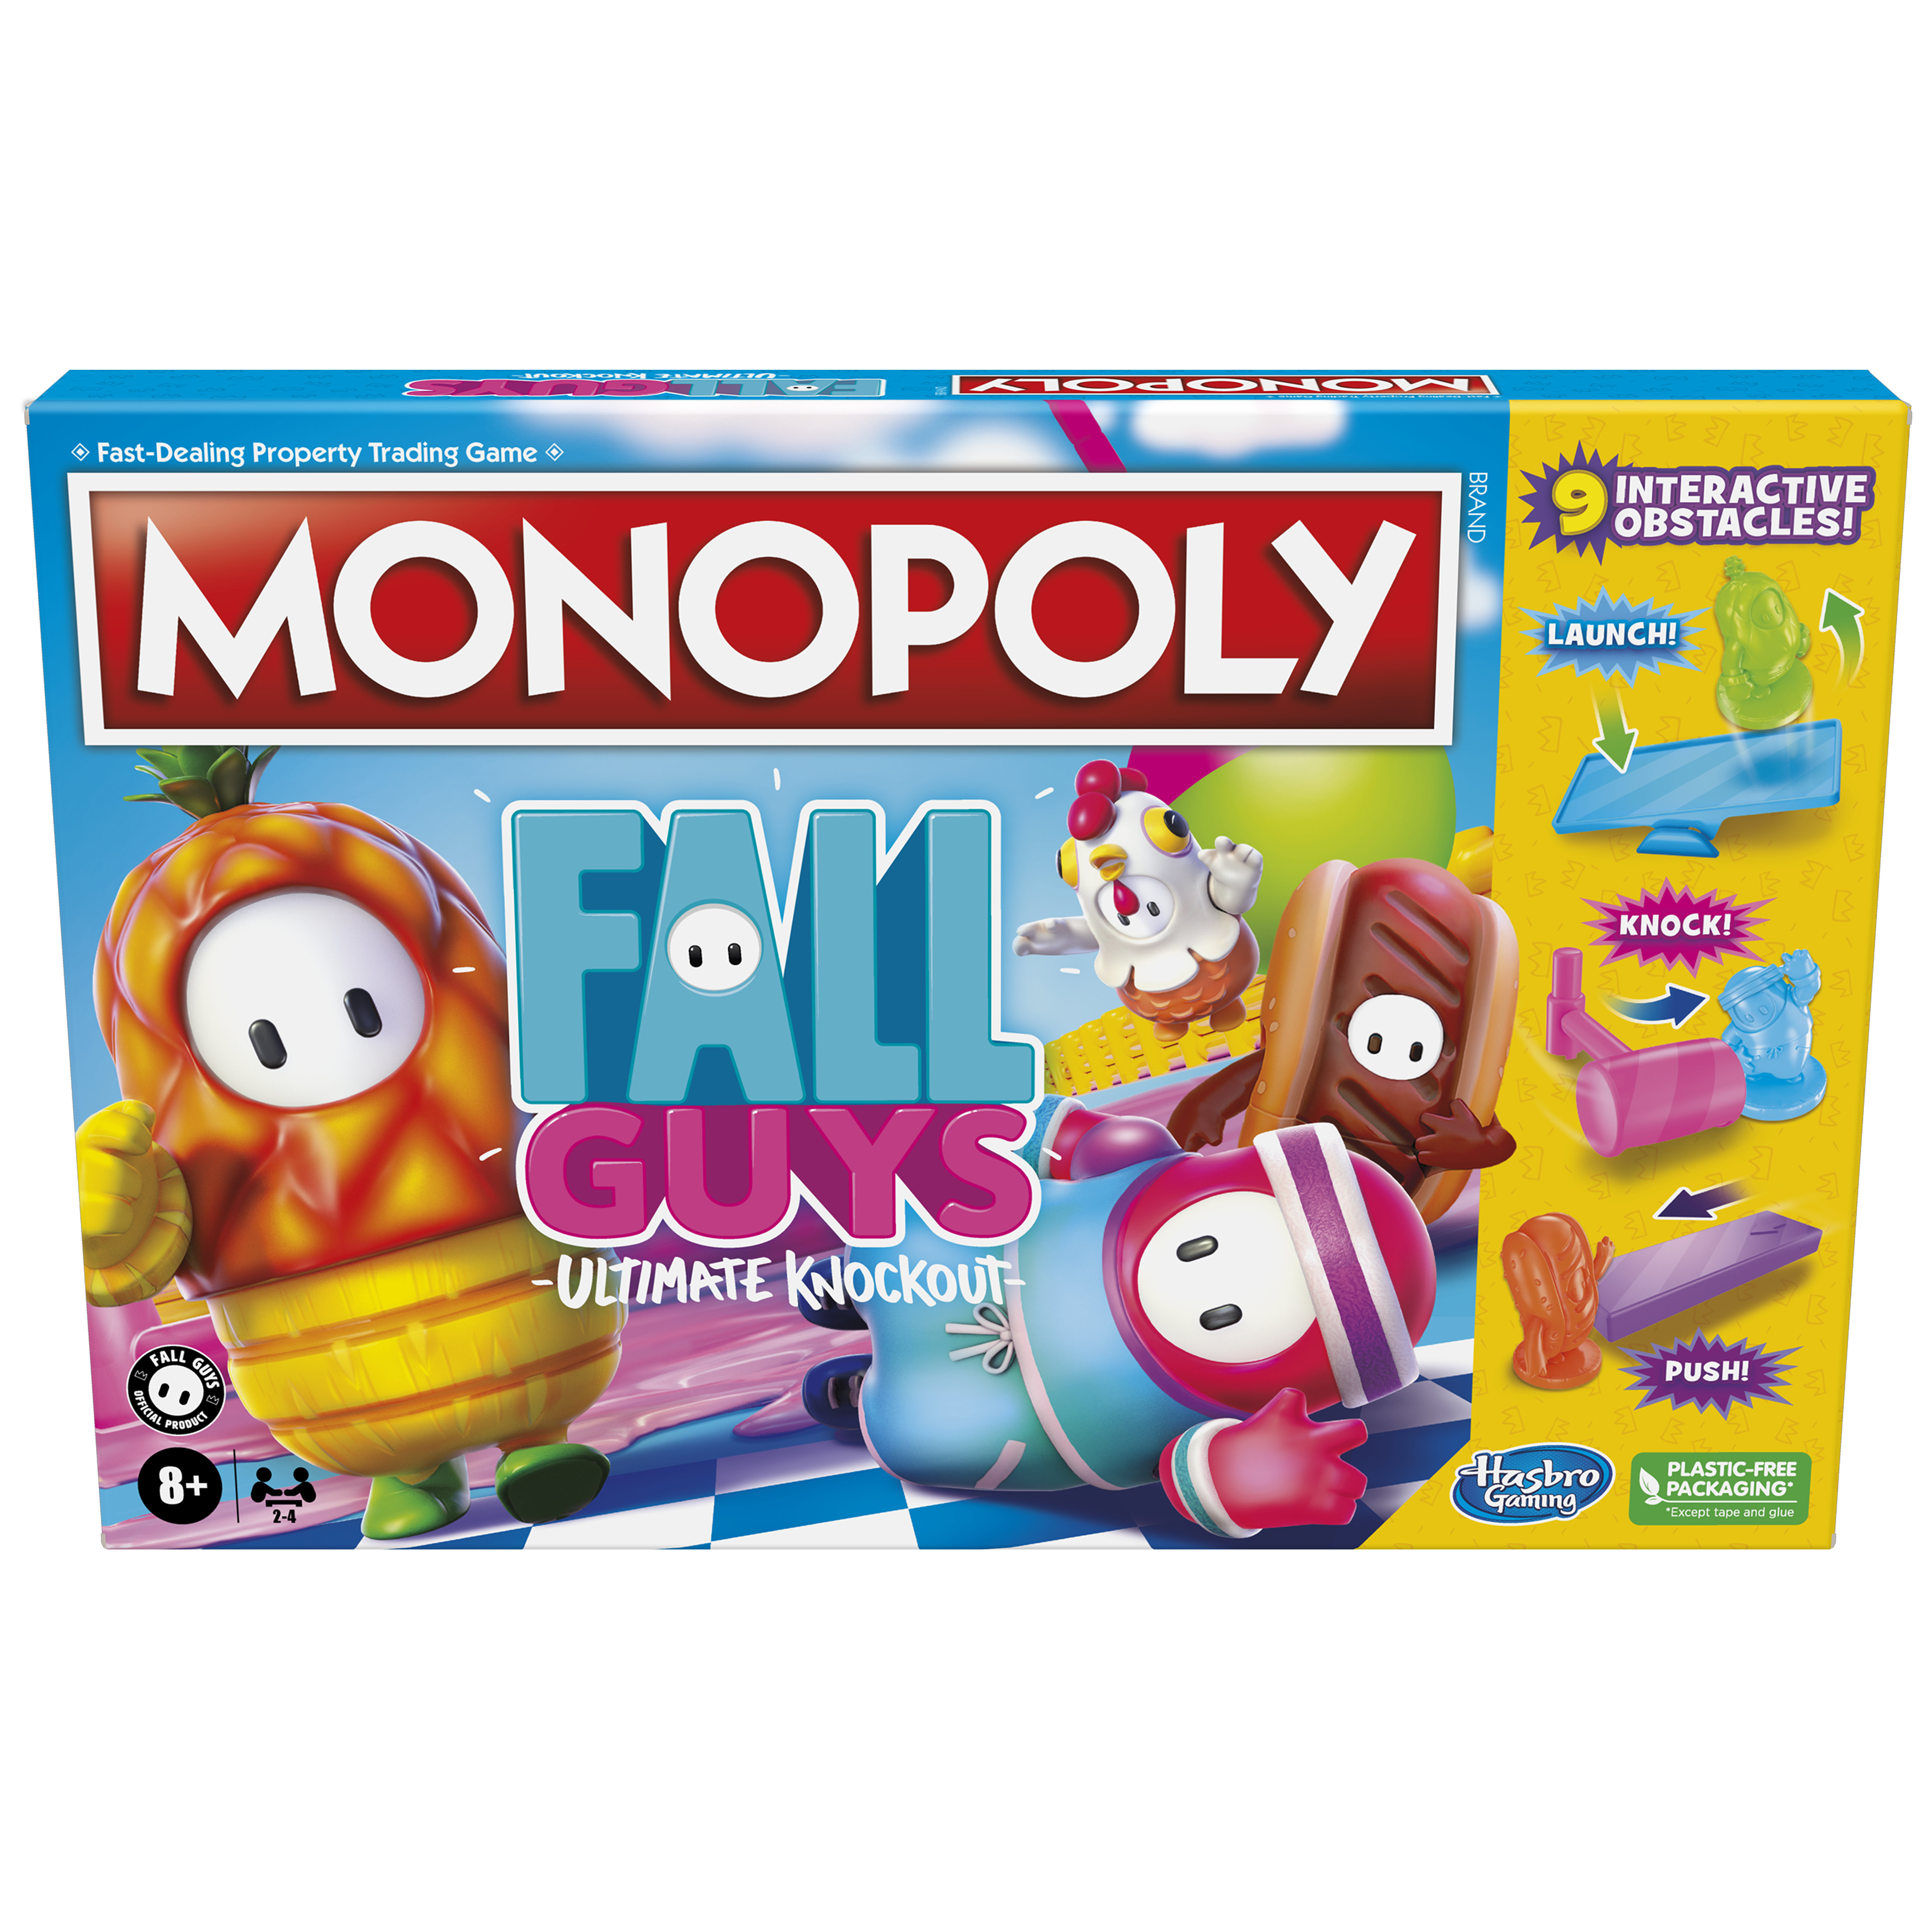 FALL GUYS
-ULTIMATE KNOCKOUT-
MONOPOLY
Fast-Dealing Property Trading Game
MONOPOLY
BRAND
9 INTERACTIVE
OBSTACLES!
LAUNCH!
FALL
GUYS
-ULTIMATE KNOCKOUT-
KNOCK!
PUSH!
FALL GUYS
OFFICIAL PRODUCT
8+
2-4
Hasbro
Gaming
PLASTIC-FREE
PACKAGING*
*Except tape and glue